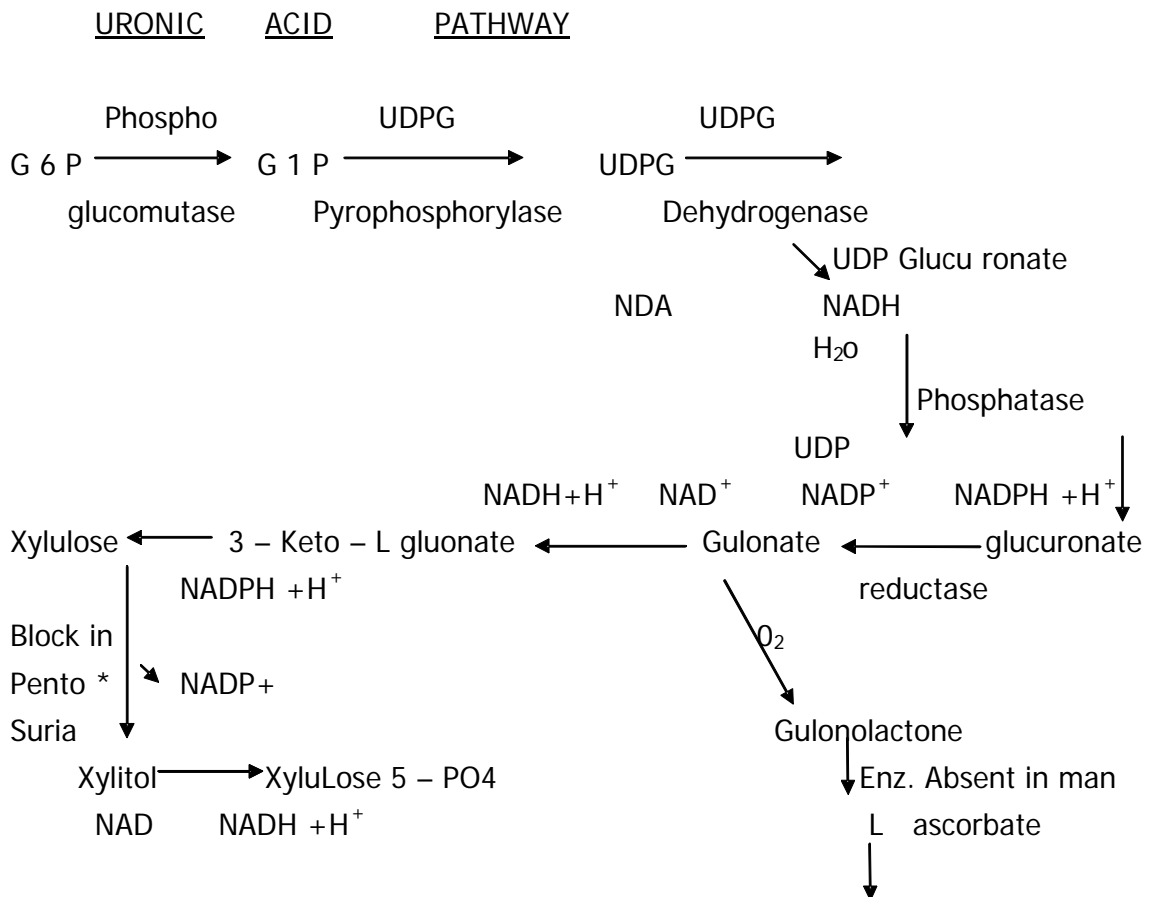 URONIC ACID PATHWAY
Phospho UDPG UDPG
G 6 P G 1 P UDPG
glucomutase Pyrophosphorylase Dehydrogenase
UDP Glucu ronate
NDA NADH
H₂o
Phosphatase
UDP
NADH+H⁺ NAD⁺ NADP⁺ NADPH +H⁺
Xylulose 3 – Keto – L gluonate Gulonate glucuronate
NADPH +H⁺ reductase
Block in 0₂
Pento * NADP+
Suria Gulonolactone
Xylitol XyluLose 5 – PO4 Enz. Absent in man
NAD NADH +H⁺ L ascorbate